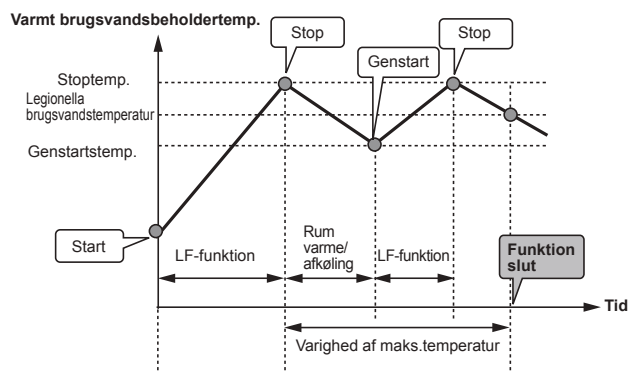 Varmt brugsvandsbeholdertemp.
Stop
Stop
Genstart
Stoptemp.
Legionella
brugsvandstemperatur
Genstartstemp.
Start
LF-funktion
Rum
varme/
afkøling
LF-funktion
Funktion
slut
Tid
Varighed af maks.temperatur